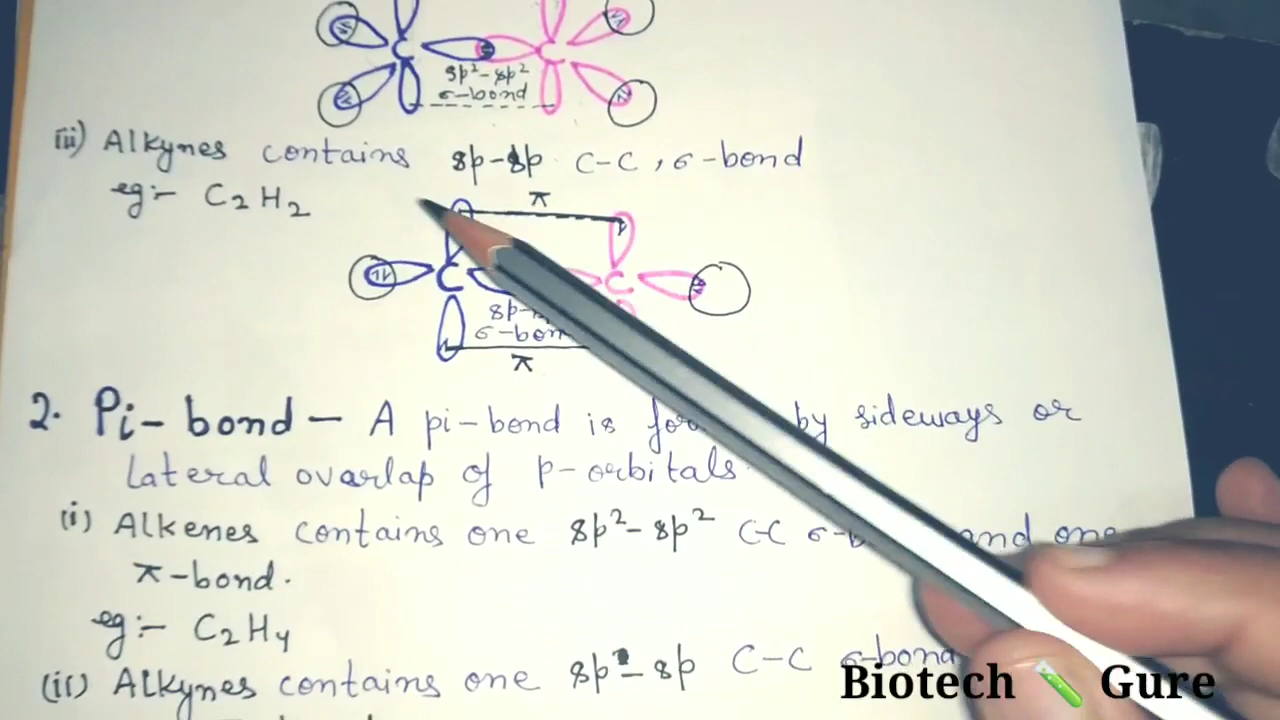 sp²-sp²
σ-bond
iii) Alkynes contains sp-sp C-C, σ-bond
eg:- C₂H₂
π
C C
σ-bon
π
2. Pi-bond - A pi-bond is by sideways or
Lateral overlap of p-orbitals
(i) Alkenes contains one sp²-sp² C-C σ-b and one
π-bond.
eg:- C₂H₄
(ii) Alkynes contains one sp-sp C-C σ-bond
Biotech Gure